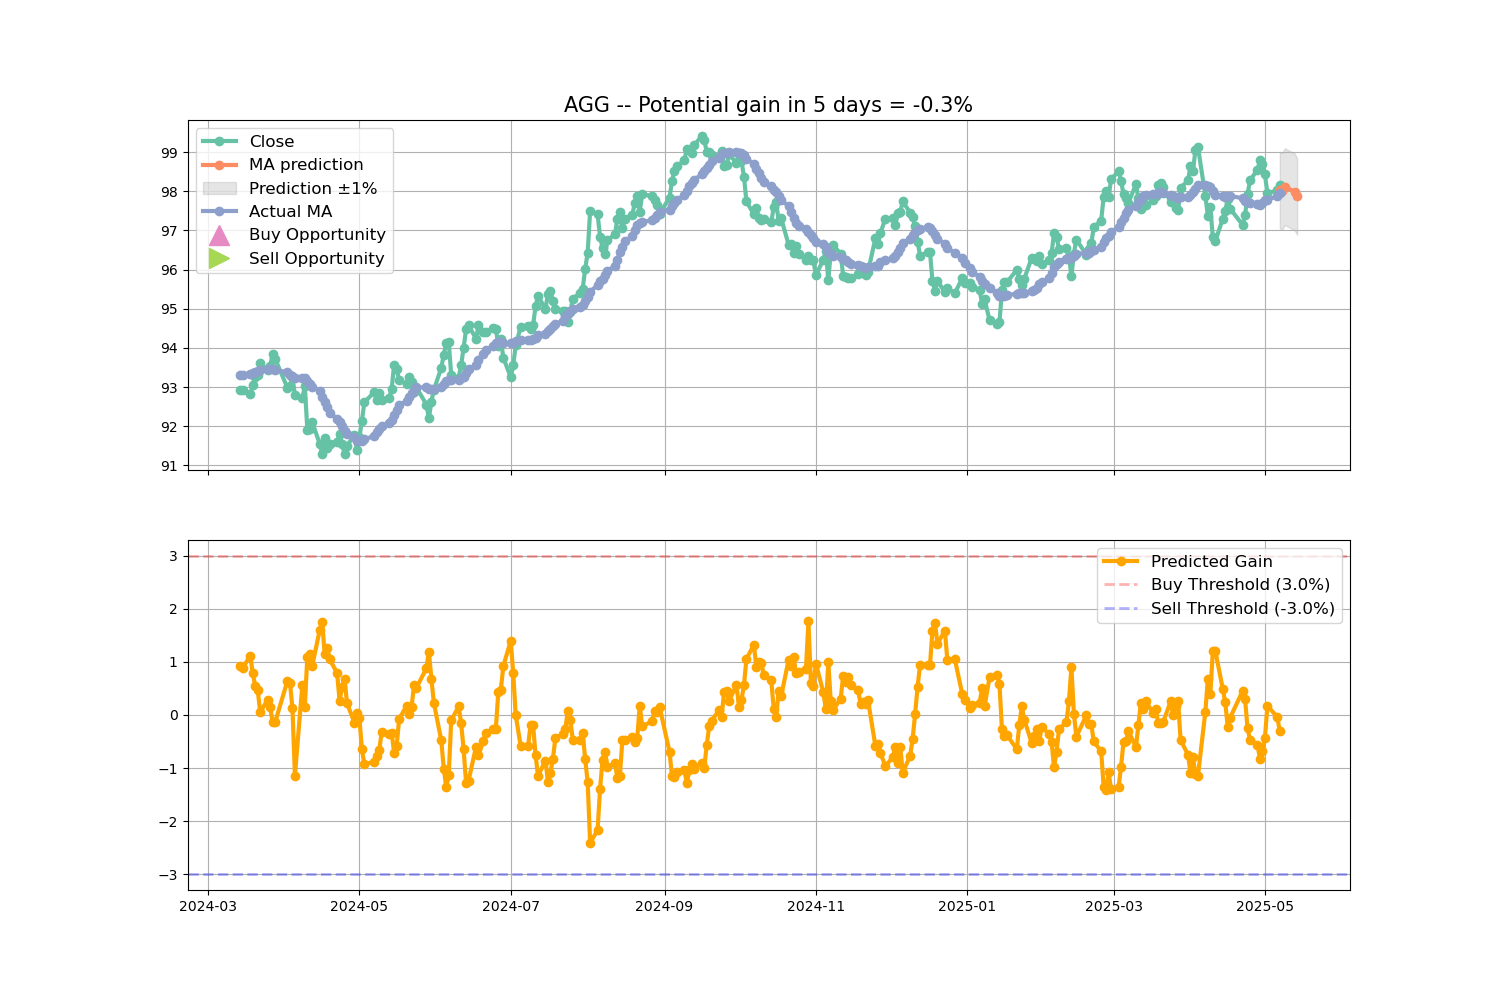 AGG -- Potential gain in 5 days = -0.3%
Close
MA prediction
Prediction ±1%
Actual MA
Buy Opportunity
Sell Opportunity
99
98
97
96
95
94
93
92
91
Predicted Gain
Buy Threshold (3.0%)
Sell Threshold (-3.0%)
3
2
1
0
−1
−2
−3
2024-03
2024-05
2024-07
2024-09
2024-11
2025-01
2025-03
2025-05